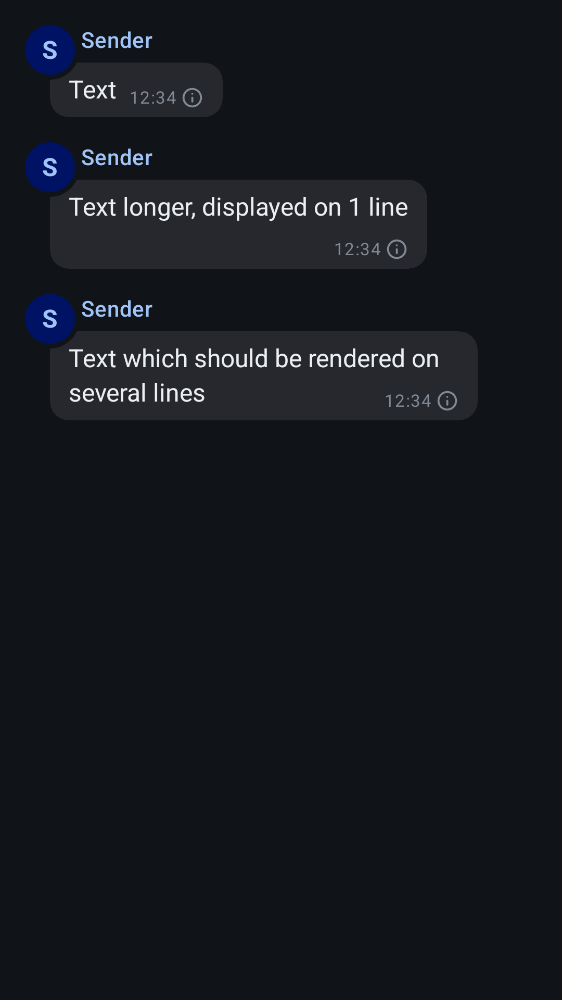 S Sender
Text 12:34
S Sender
Text longer, displayed on 1 line
12:34
S Sender
Text which should be rendered on
several lines 12:34